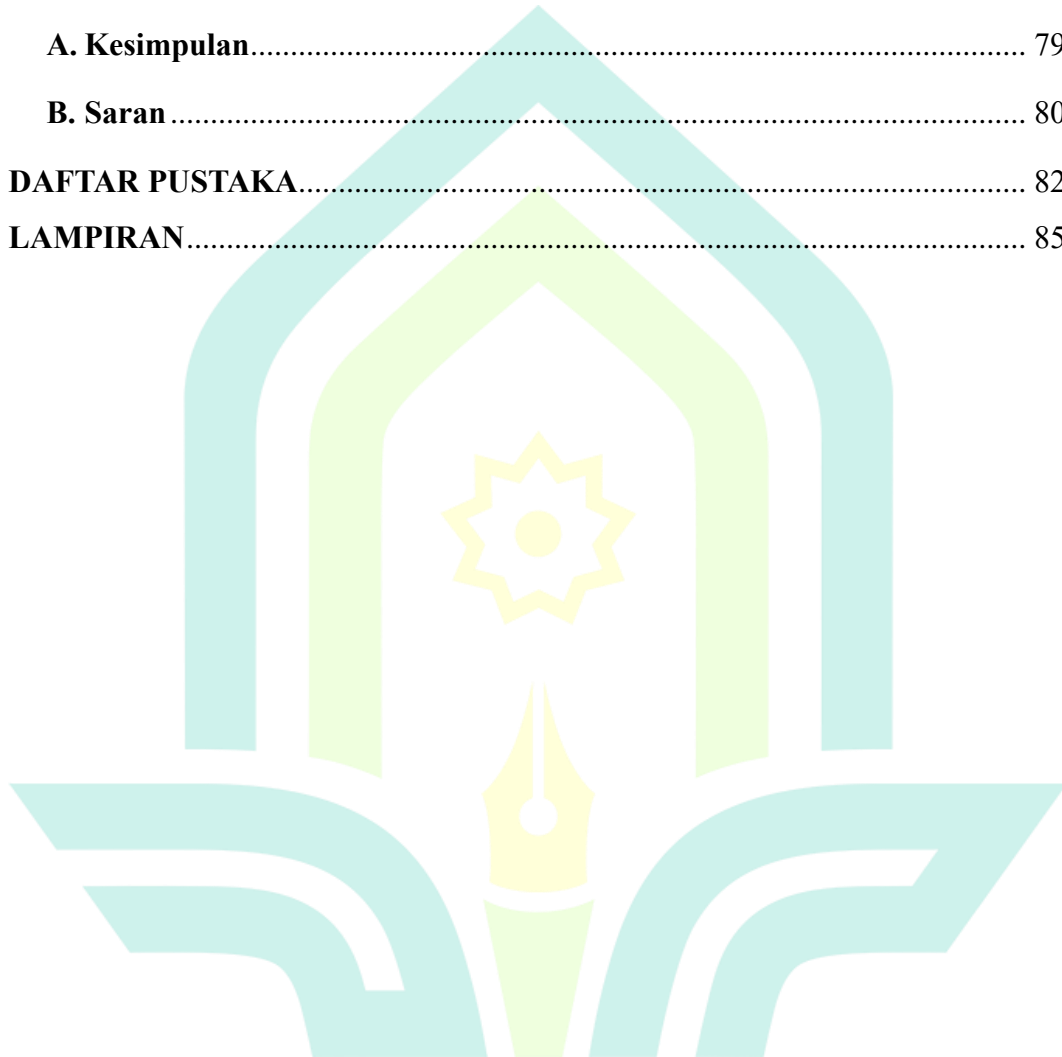 A. Kesimpulan.................................................................................................. 79
B. Saran ............................................................................................................ 80
DAFTAR PUSTAKA........................................................................................... 82
LAMPIRAN......................................................................................................... 85